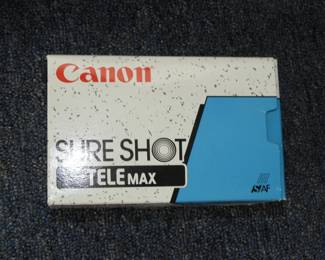 Canon
SURE SHOT
TELE MAX
AF